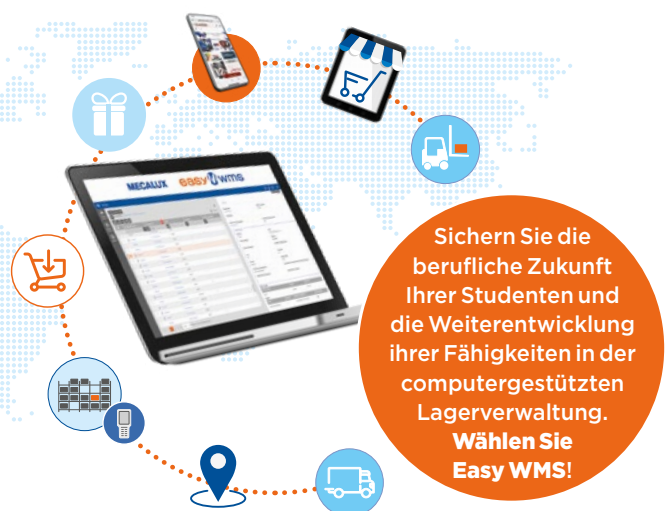 MECALUX easy WMS
Sichern Sie die
berufliche Zukunft
Ihrer Studenten und
die Weiterentwicklung
ihrer Fähigkeiten in der
computergestützten
Lagerverwaltung.
Wählen Sie
Easy WMS!